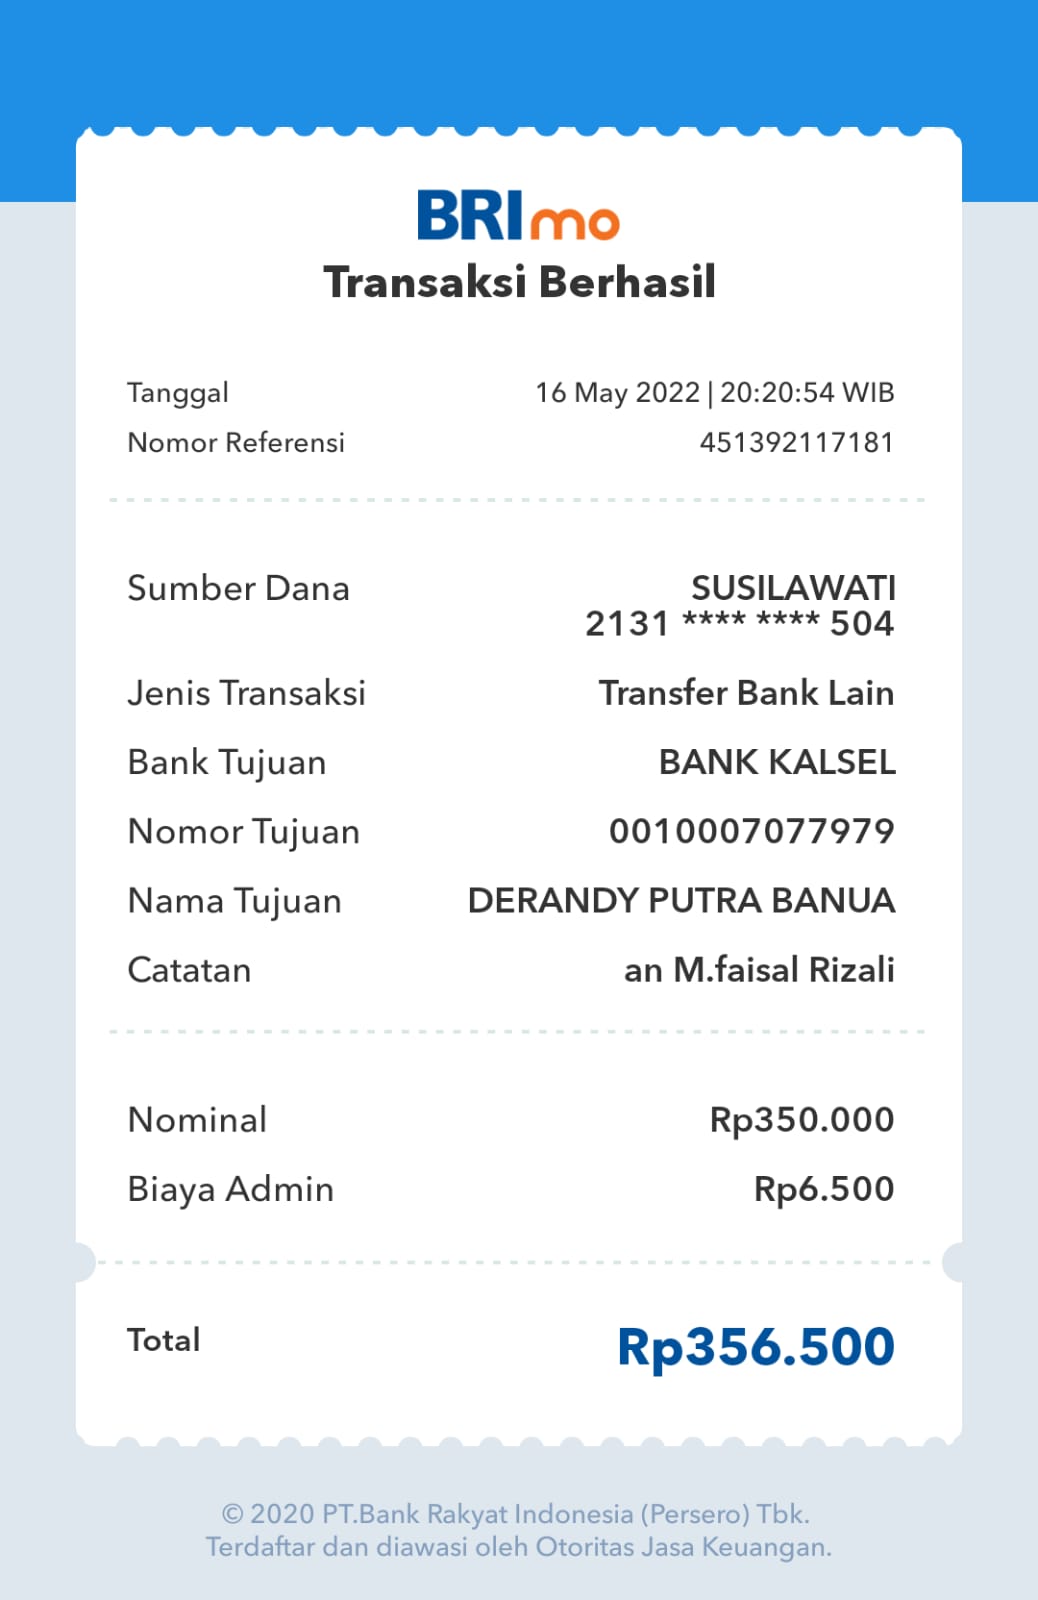 BRImo
Transaksi Berhasil
Tanggal 16 May 2022 | 20:20:54 WIB
Nomor Referensi 451392117181
Sumber Dana SUSILAWATI
2131 **** **** 504
Jenis Transaksi Transfer Bank Lain
Bank Tujuan BANK KALSEL
Nomor Tujuan 0010007077979
Nama Tujuan DERANDY PUTRA BANUA
Catatan an M.faisal Rizali
Nominal Rp350.000
Biaya Admin Rp6.500
Total Rp356.500
© 2020 PT.Bank Rakyat Indonesia (Persero) Tbk.
Terdaftar dan diawasi oleh Otoritas Jasa Keuangan.